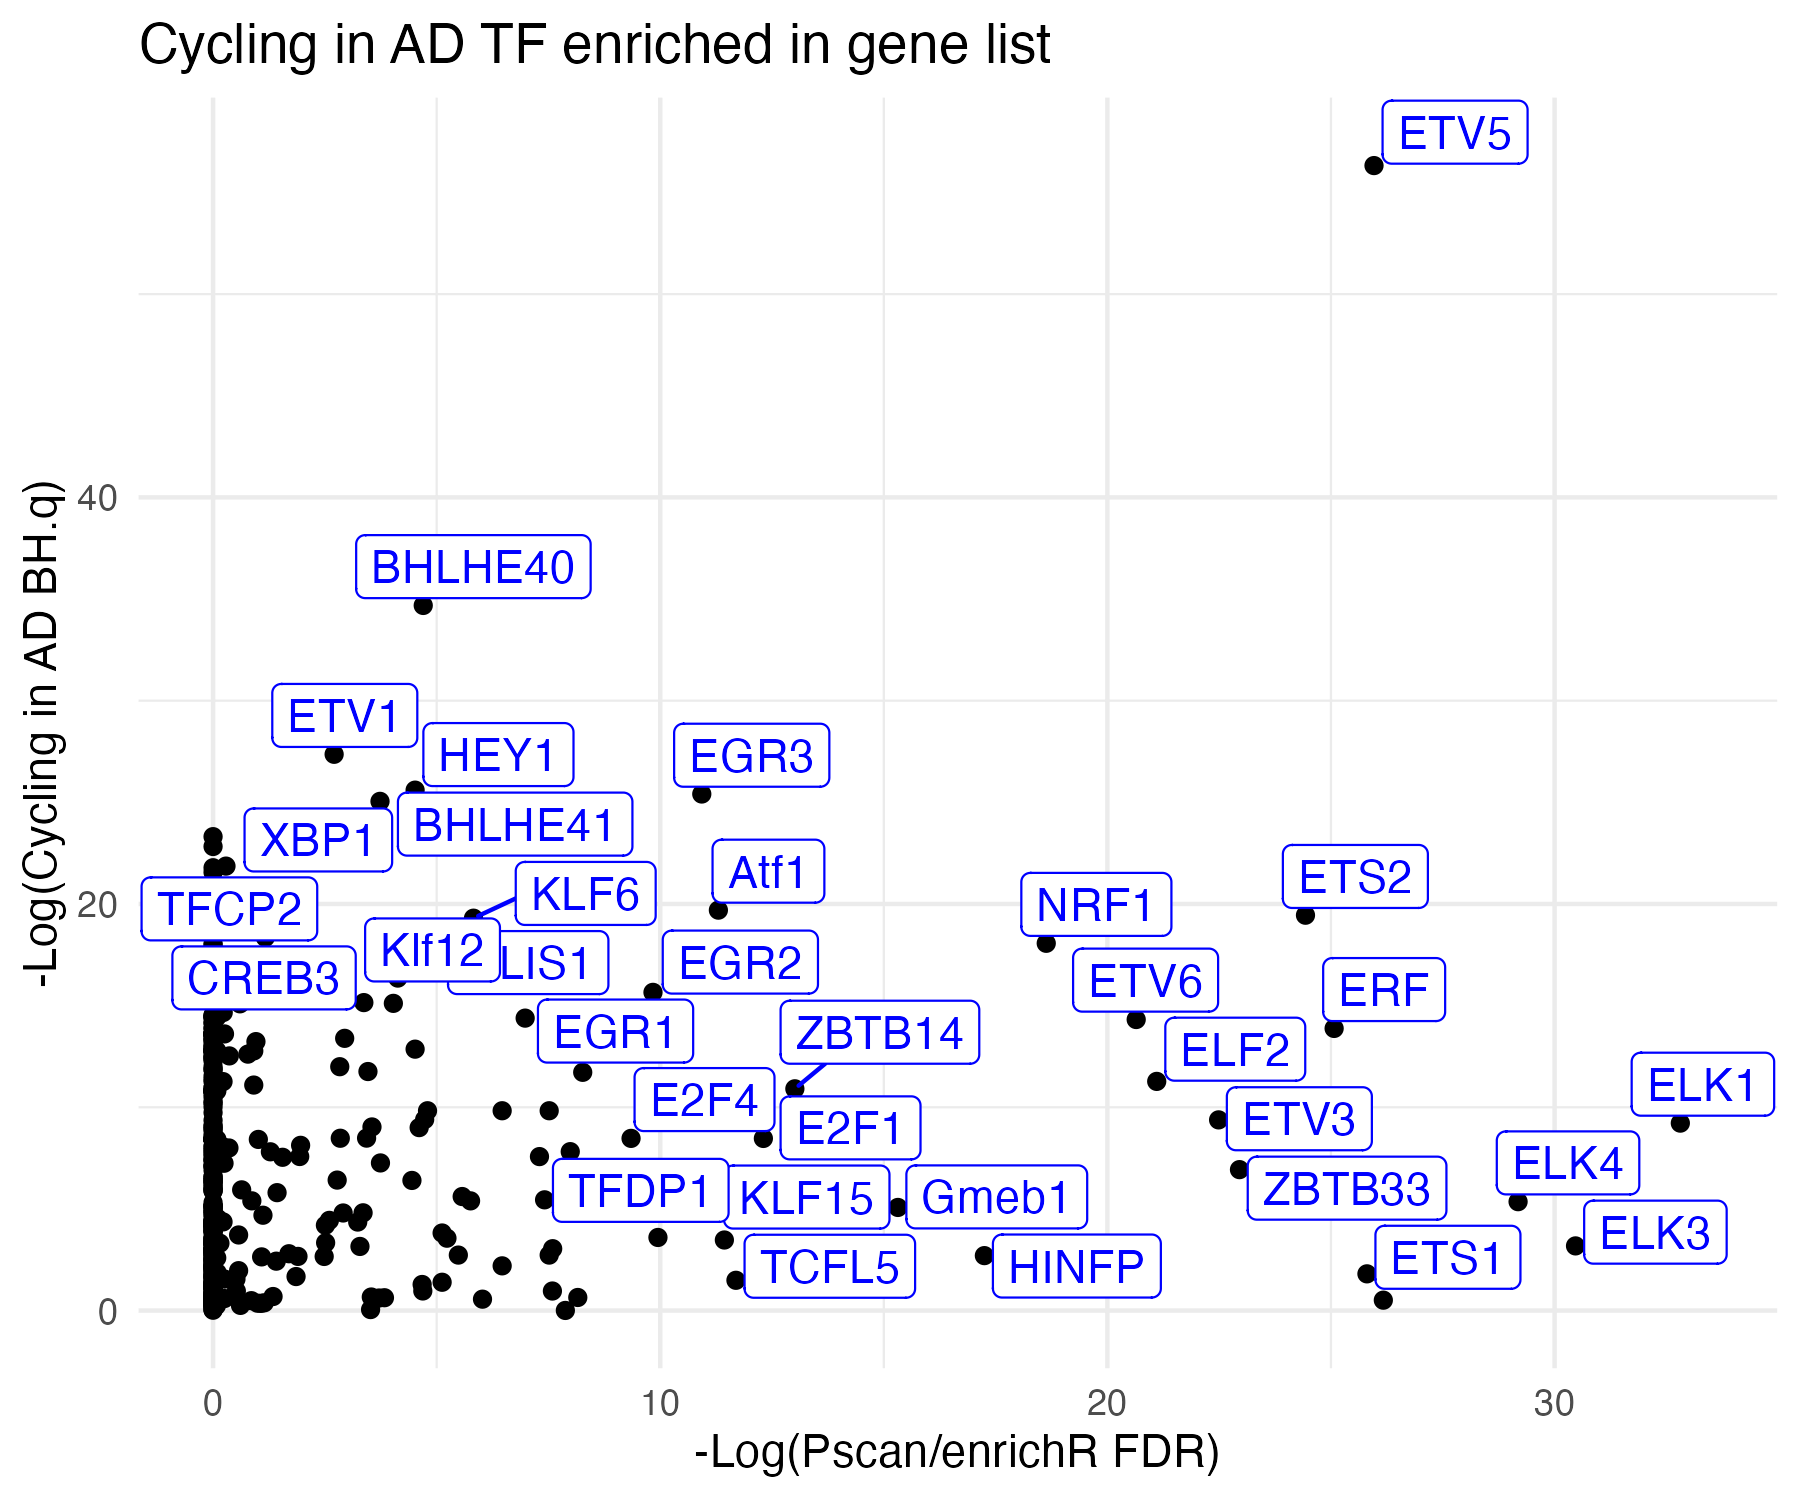 Cycling in AD TF enriched in gene list
ETV5
-Log(Cycling in AD BH.q)
40
BHLHE40
ETV1
HEY1
EGR3
BHLHE41
XBP1
Atf1
ETS2
KLF6
NRF1
TFCP2
20
Klf12
LIS1
EGR2
CREB3
ETV6
ERF
EGR1
ZBTB14
ELF2
ELK1
E2F4
E2F1
ETV3
ELK4
TFDP1
KLF15
Gmeb1
ZBTB33
ELK3
TCFL5
HINFP
ETS1
0
0
10
20
30
-Log(Pscan/enrichR FDR)